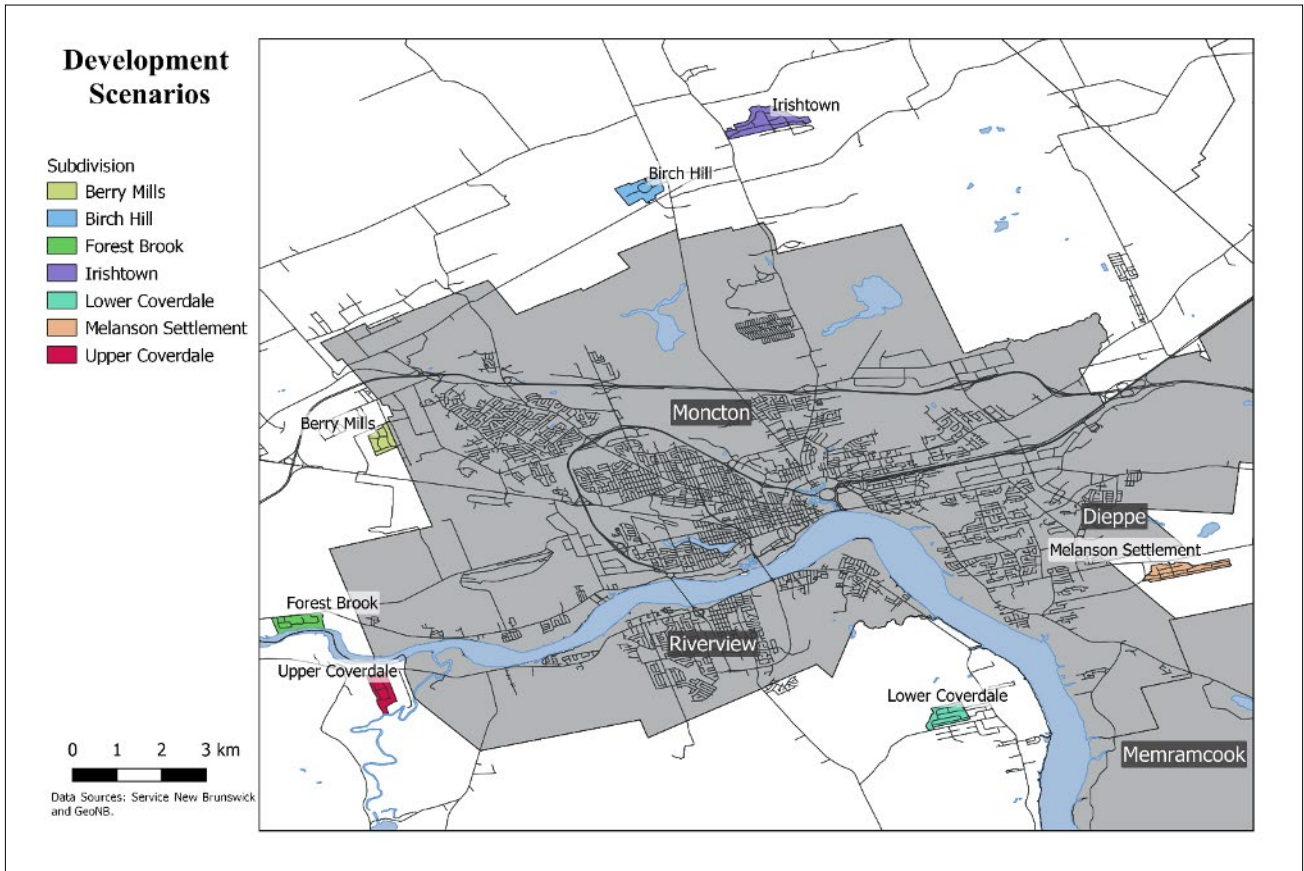 Development
Scenarios
Subdivision
Berry Mills
Birch Hill
Forest Brook
Irishtown
Lower Coverdale
Melanson Settlement
Upper Coverdale
0 1 2 3 km
Data Sources: Service New Brunswick
and GeoNB.
Irishtown
Birch Hill
Moncton
Berry Mills
Dieppe
Melanson Settlement
Forest Brook
Riverview
Upper Coverdale
Lower Coverdale
Memramcook